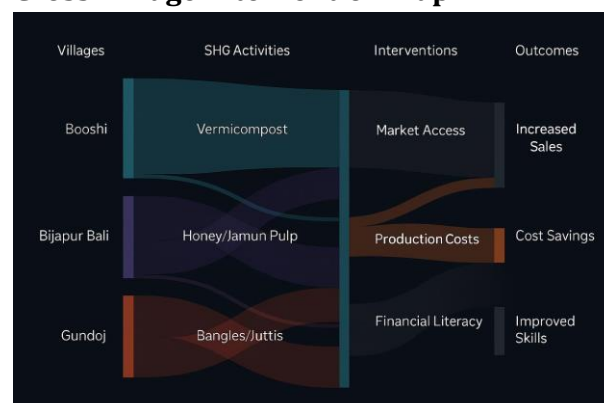 Villages
SHG Activities
Interventions
Outcomes
Booshi
Vermicompost
Market Access
Increased
Sales
Bijapur Bali
Honey/Jamun Pulp
Production Costs
Cost Savings
Gundoj
Bangles/Juttis
Financial Literacy
Improved
Skills